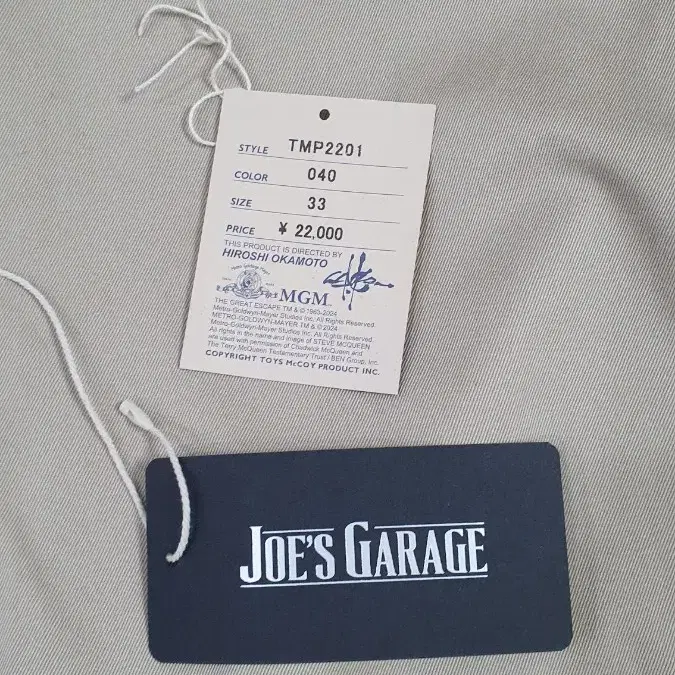 STYLE TMP2201
COLOR 040
SIZE 33
PRICE ¥ 22,000
THIS PRODUCT IS DIRECTED BY
HIROSHI OKAMOTO
MGM
THE GREAT ESCAPE TM & © 1963-2024
Metro-Goldwyn-Mayer Studios Inc. All Rights Reserved.
METRO-GOLDWYN-MAYER TM & © 2024
Metro-Goldwyn-Mayer Studios Inc. All Rights Reserved.
All rights in the name and image of STEVE MCQUEEN
are used with permission of Chadwick McQueen and
The Terry McQueen Testamentary Trust / BEN Group, Inc.
COPYRIGHT TOYS McCOY PRODUCT INC.
JOE'S GARAGE